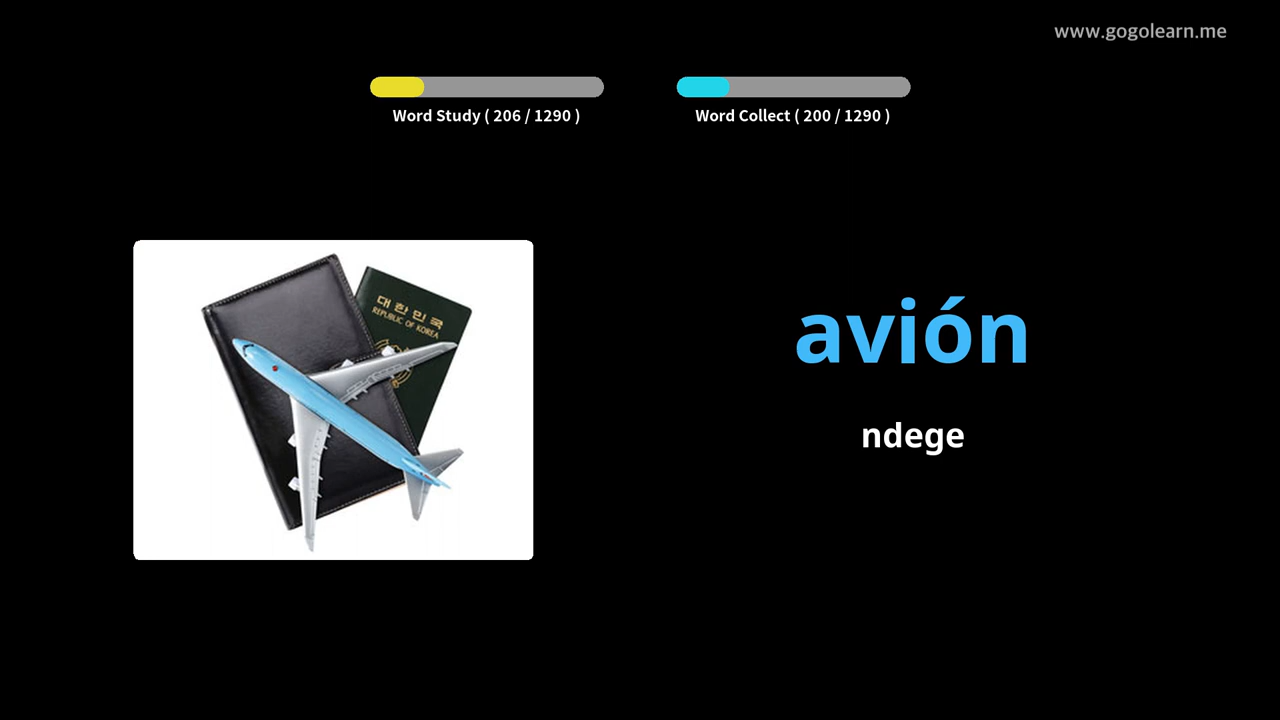 www.gogolearn.me
Word Study ( 206 / 1290 )
Word Collect ( 200 / 1290 )
대한민국
REPUBLIC OF KOREA
avión
ndege